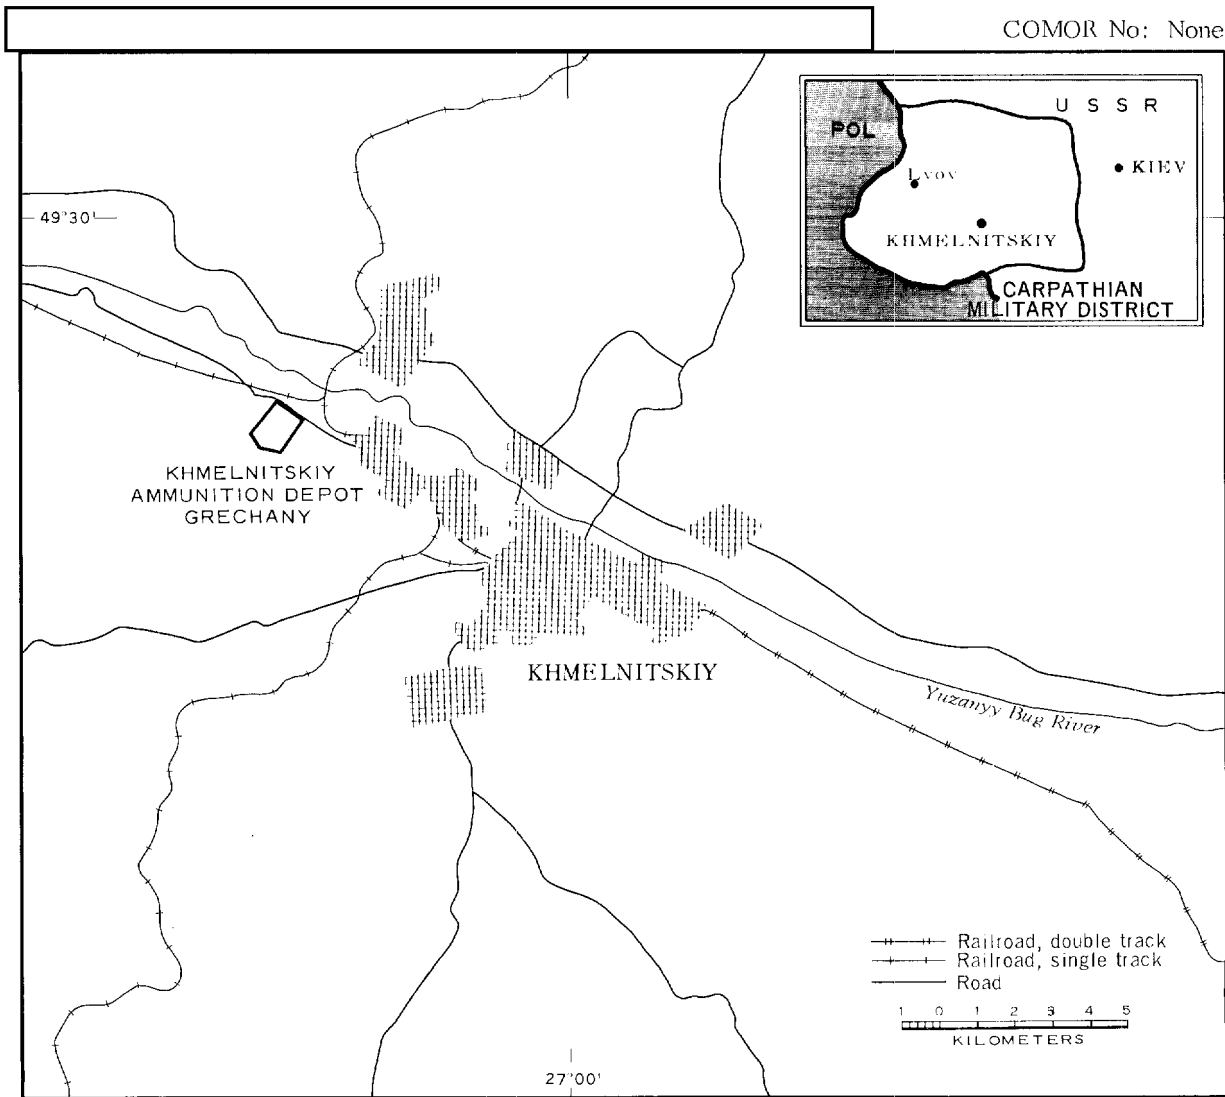 COMOR No: None
U S S R
POL
KIEV
Lvov
KHMELNITSKIY
CARPATHIAN
MILITARY DISTRICT
49°30'
KHMELNITSKIY
AMMUNITION DEPOT
GRECHANY
KHMELNITSKIY
Yuzanyy Bug River
Railroad, double track
Railroad, single track
Road
1 0 1 2 3 4 5
KILOMETERS
27°00'